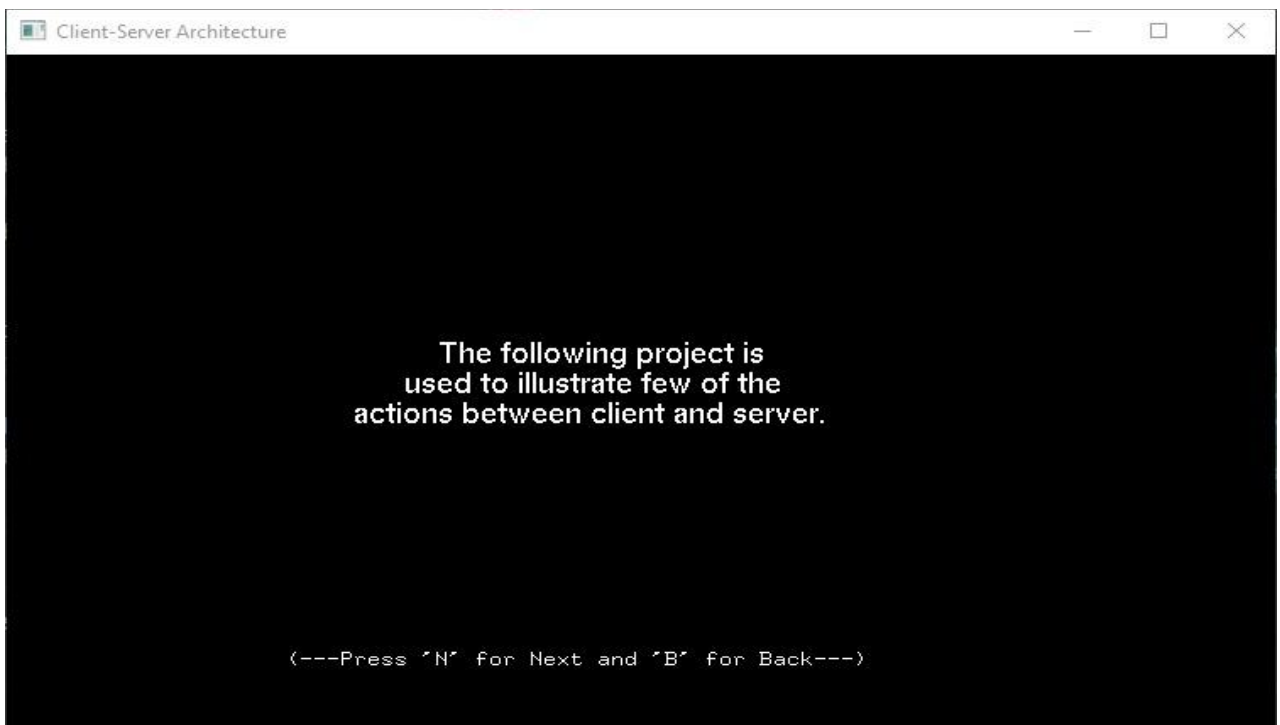 Client-Server Architecture
The following project is
used to illustrate few of the
actions between client and server.
(---Press ´N´ for Next and ´B´ for Back---)